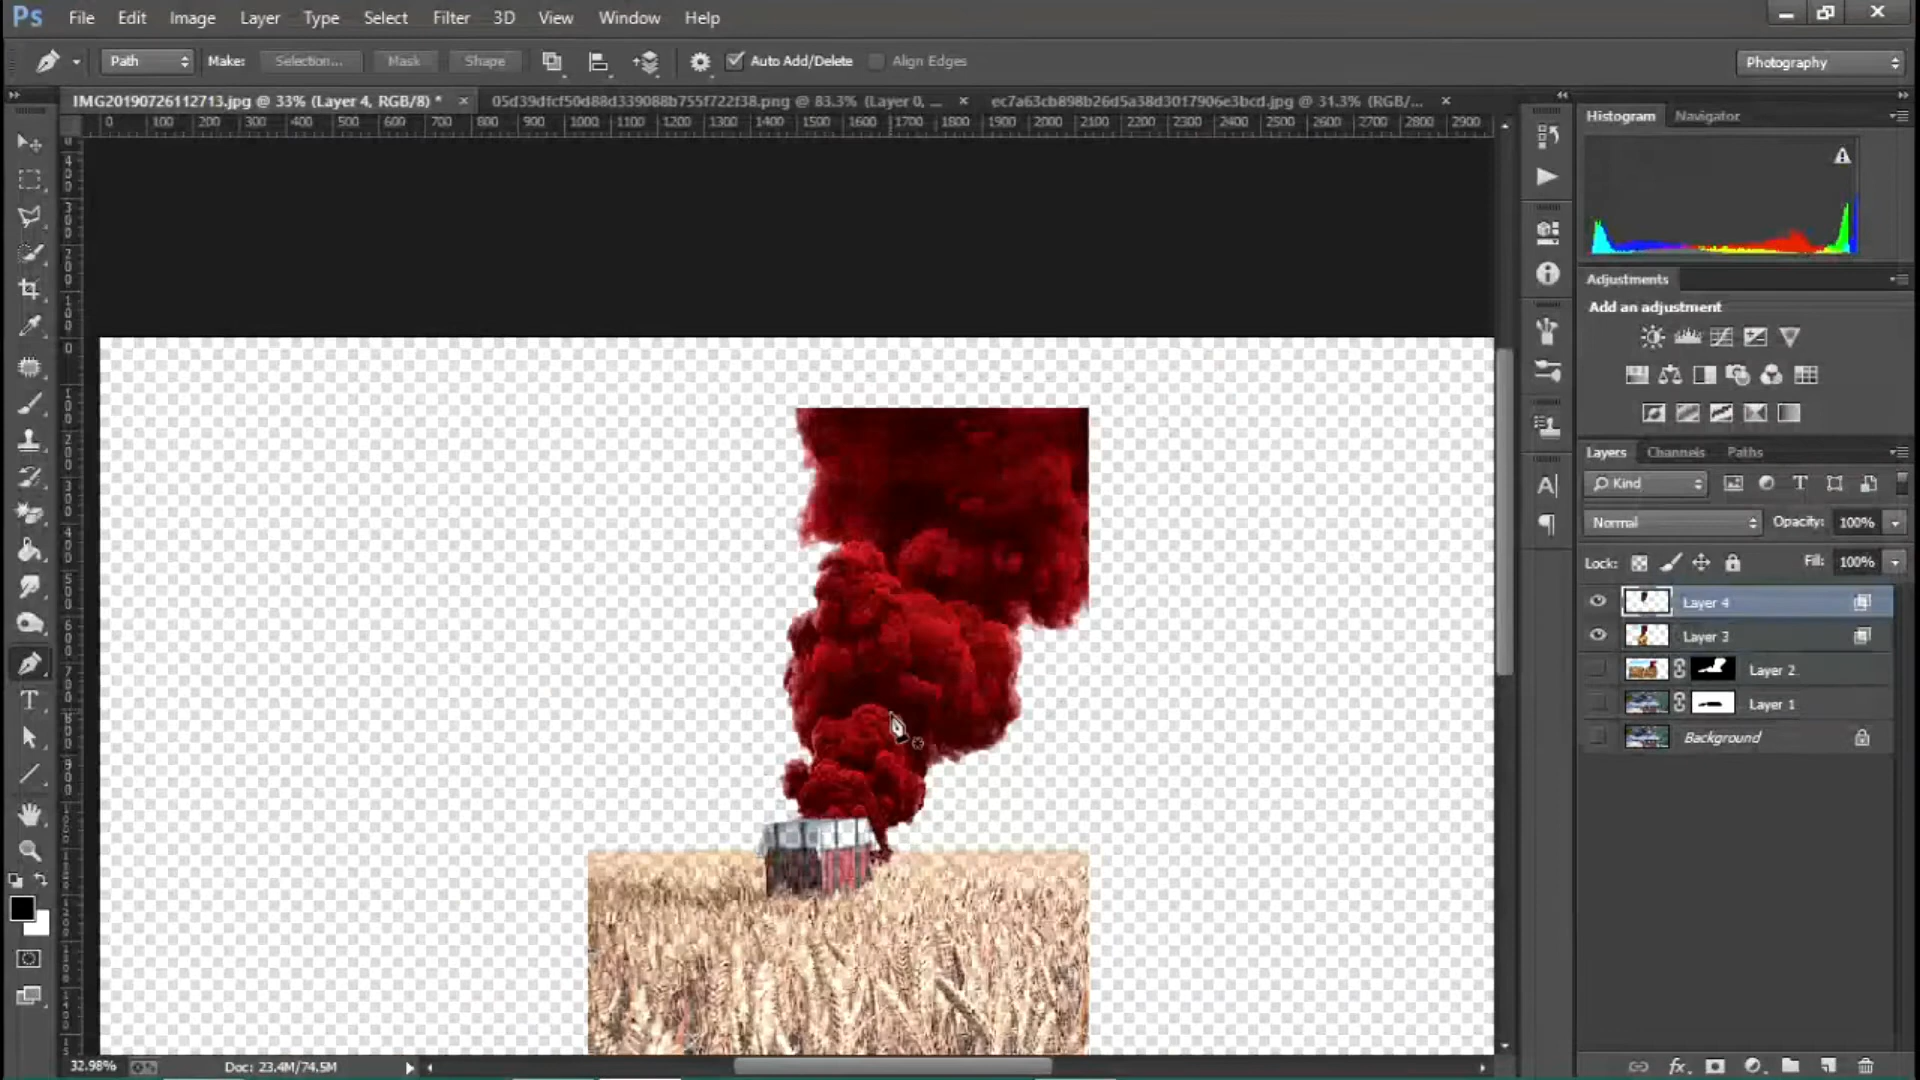 Ps File Edit Image Layer Type Select Filter 3D View Window Help
Path Make: Selection... Mask Shape Auto Add/Delete Align Edges Photography
IMG20190726112713.jpg @ 33% (Layer 4, RGB/8) * × 05d39dfcf50d88d339088b755f722f38.png @ 83.3% (Layer 0, ... × ec7a63cb898b26d5a38d3017906e3bcd.jpg @ 31.3% (RGB/... ×
0 100 200 300 400 500 600 700 800 900 1000 1100 1200 1300 1400 1500 1600 1700 1800 1900 2000 2100 2200 2300 2400 2500 2600 2700 2800 2900
Histogram Navigator
Adjustments
Add an adjustment
Layers Channels Paths
Kind
Normal Opacity: 100%
Lock: Fill: 100%
Layer 4
Layer 3
Layer 2
Layer 1
Background
32.98% Doc: 23.4M/74.5M